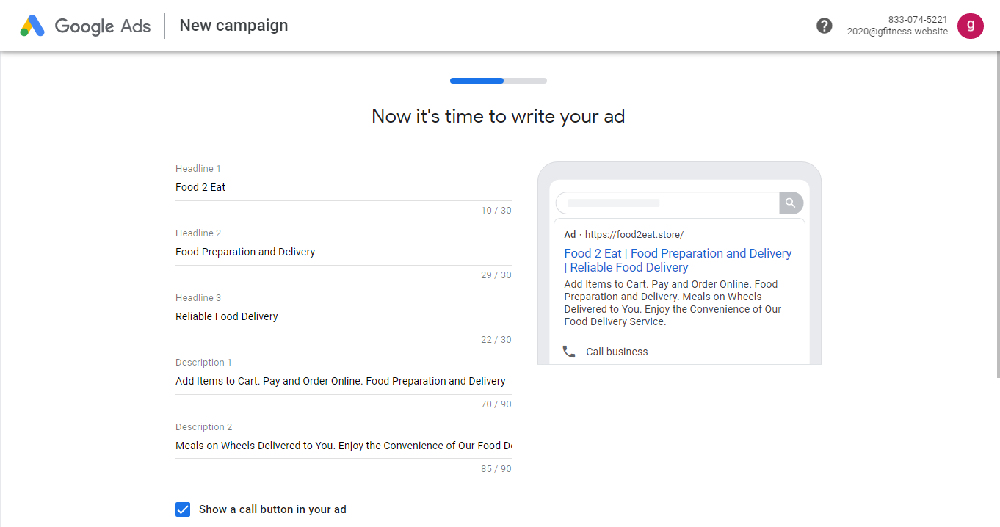 Google Ads
New campaign
833-074-5221
2020@gfitness.website
g
Now it's time to write your ad
Headline 1
Food 2 Eat
10 / 30
Headline 2
Food Preparation and Delivery
29 / 30
Headline 3
Reliable Food Delivery
22 / 30
Description 1
Add Items to Cart. Pay and Order Online. Food Preparation and Delivery
70 / 90
Description 2
Meals on Wheels Delivered to You. Enjoy the Convenience of Our Food De
85 / 90
Show a call button in your ad
Ad · https://food2eat.store/
Food 2 Eat | Food Preparation and Delivery
| Reliable Food Delivery
Add Items to Cart. Pay and Order Online. Food
Preparation and Delivery. Meals on Wheels
Delivered to You. Enjoy the Convenience of Our
Food Delivery Service.
Call business